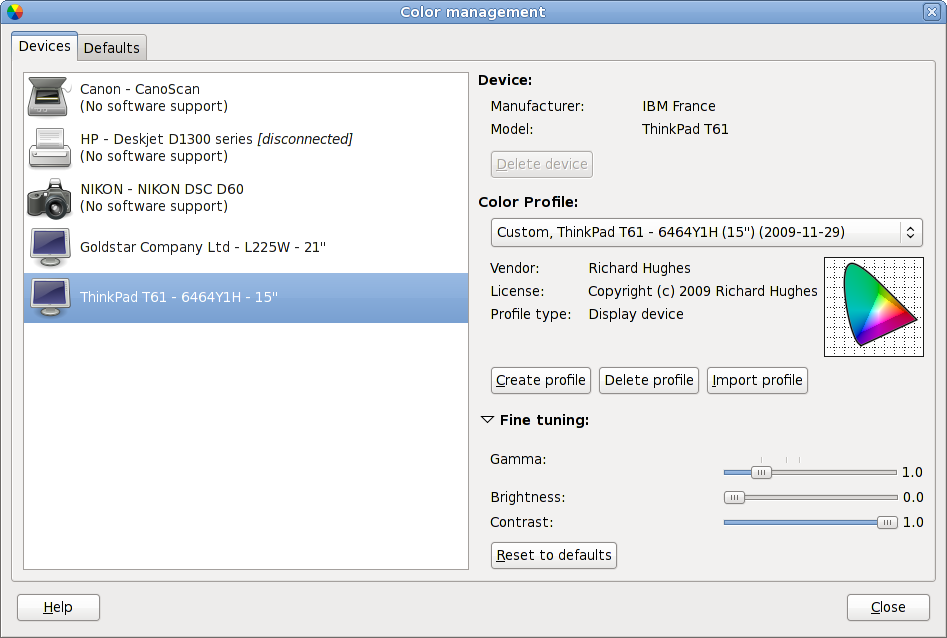 Color management
Devices
Defaults
Canon - CanoScan
(No software support)
HP - Deskjet D1300 series [disconnected]
(No software support)
NIKON - NIKON DSC D60
(No software support)
Goldstar Company Ltd - L225W - 21"
ThinkPad T61 - 6464Y1H - 15"
Device:
Manufacturer: IBM France
Model: ThinkPad T61
Delete device
Color Profile:
Custom, ThinkPad T61 - 6464Y1H (15") (2009-11-29)
Vendor: Richard Hughes
License: Copyright (c) 2009 Richard Hughes
Profile type: Display device
Create profile
Delete profile
Import profile
Fine tuning:
Gamma: 1.0
Brightness: 0.0
Contrast: 1.0
Reset to defaults
Help
Close